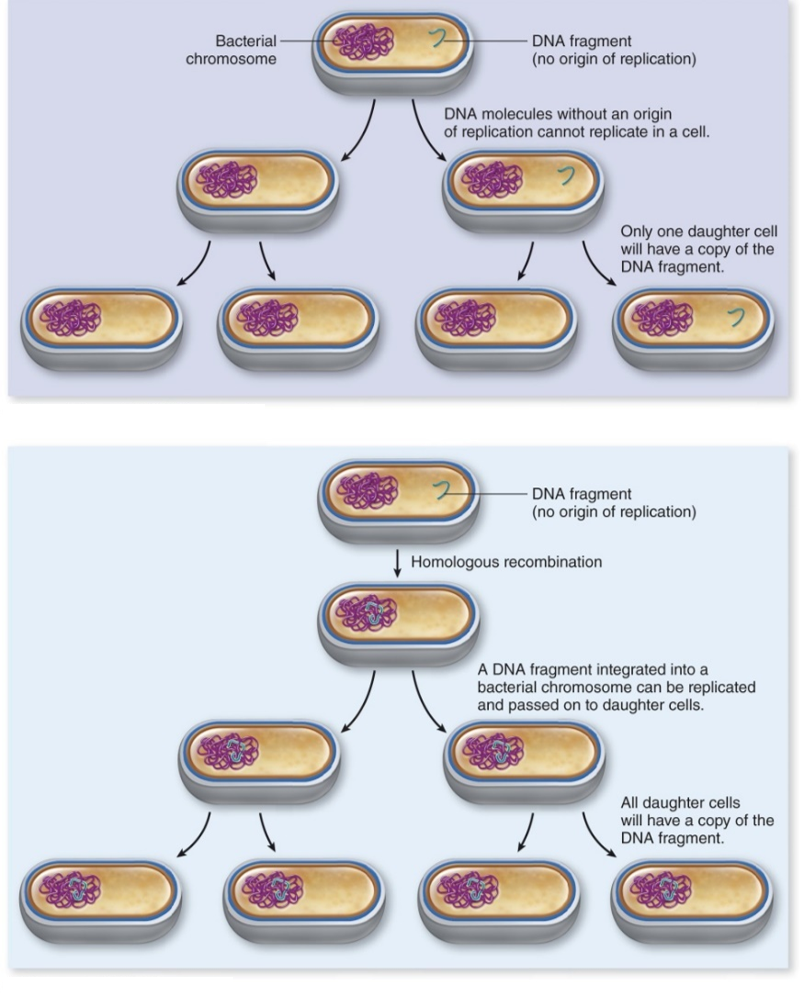 Bacterial
chromosome
DNA fragment
(no origin of replication)
DNA molecules without an origin
of replication cannot replicate in a cell.
Only one daughter cell
will have a copy of the
DNA fragment.
DNA fragment
(no origin of replication)
Homologous recombination
A DNA fragment integrated into a
bacterial chromosome can be replicated
and passed on to daughter cells.
All daughter cells
will have a copy of the
DNA fragment.